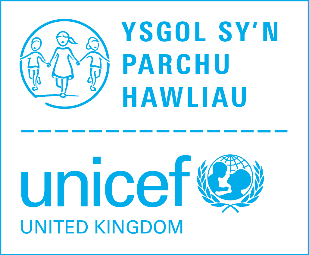 YSGOL SY'N
PARCHU
HAWLIAU
unicef
UNITED KINGDOM